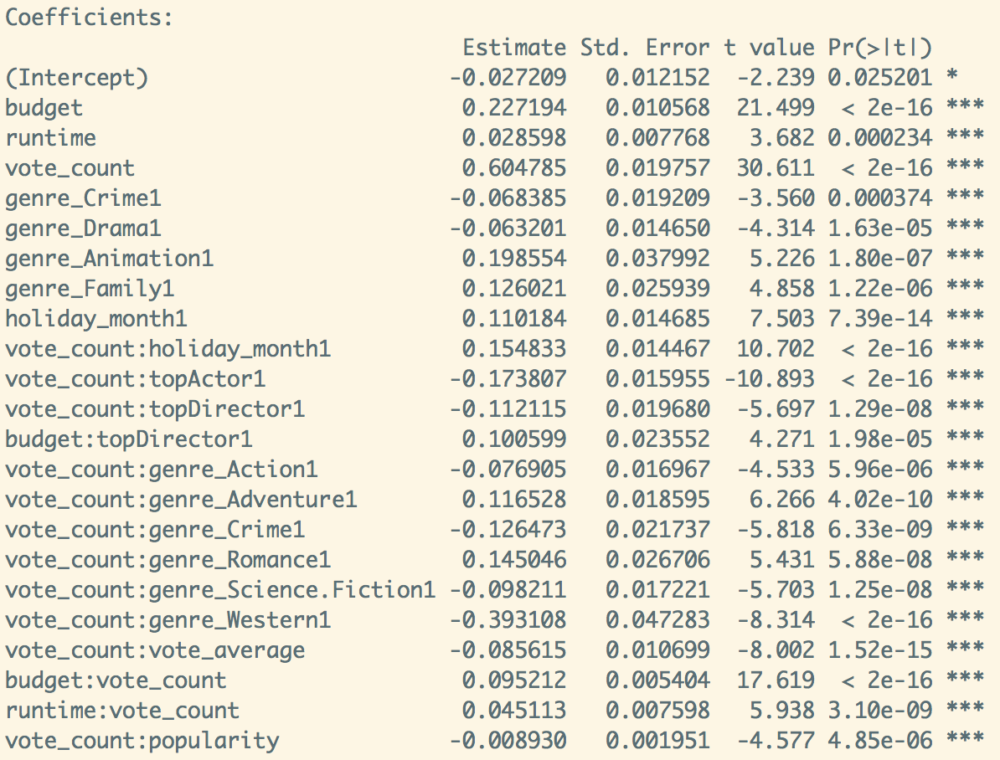 Coefficients:
Estimate Std. Error t value Pr(>|t|)
(Intercept) -0.027209 0.012152 -2.239 0.025201 *
budget 0.227194 0.010568 21.499 < 2e-16 ***
runtime 0.028598 0.007768 3.682 0.000234 ***
vote_count 0.604785 0.019757 30.611 < 2e-16 ***
genre_Crime1 -0.068385 0.019209 -3.560 0.000374 ***
genre_Drama1 -0.063201 0.014650 -4.314 1.63e-05 ***
genre_Animation1 0.198554 0.037992 5.226 1.80e-07 ***
genre_Family1 0.126021 0.025939 4.858 1.22e-06 ***
holiday_month1 0.110184 0.014685 7.503 7.39e-14 ***
vote_count:holiday_month1 0.154833 0.014467 10.702 < 2e-16 ***
vote_count:topActor1 -0.173807 0.015955 -10.893 < 2e-16 ***
vote_count:topDirector1 -0.112115 0.019680 -5.697 1.29e-08 ***
budget:topDirector1 0.100599 0.023552 4.271 1.98e-05 ***
vote_count:genre_Action1 -0.076905 0.016967 -4.533 5.96e-06 ***
vote_count:genre_Adventure1 0.116528 0.018595 6.266 4.02e-10 ***
vote_count:genre_Crime1 -0.126473 0.021737 -5.818 6.33e-09 ***
vote_count:genre_Romance1 0.145046 0.026706 5.431 5.88e-08 ***
vote_count:genre_Science.Fiction1 -0.098211 0.017221 -5.703 1.25e-08 ***
vote_count:genre_Western1 -0.393108 0.047283 -8.314 < 2e-16 ***
vote_count:vote_average -0.085615 0.010699 -8.002 1.52e-15 ***
budget:vote_count 0.095212 0.005404 17.619 < 2e-16 ***
runtime:vote_count 0.045113 0.007598 5.938 3.10e-09 ***
vote_count:popularity -0.008930 0.001951 -4.577 4.85e-06 ***